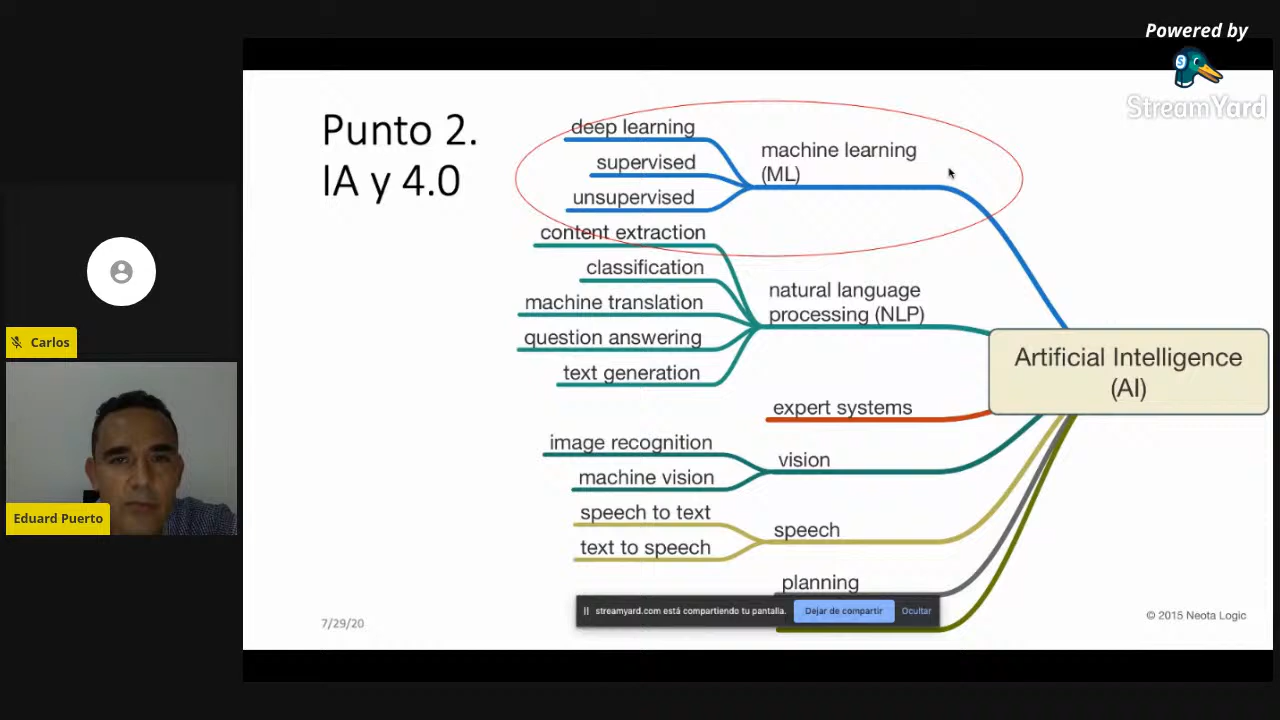 Powered by
StreamYard
Punto 2.
IA y 4.0
deep learning
supervised
unsupervised
machine learning
(ML)
content extraction
classification
machine translation
question answering
text generation
natural language
processing (NLP)
Artificial Intelligence
(AI)
expert systems
image recognition
machine vision
vision
speech to text
text to speech
speech
planning
streamyard.com está compartiendo tu pantalla.
Dejar de compartir
Ocultar
7/29/20
© 2015 Neota Logic
Carlos
Eduard Puerto